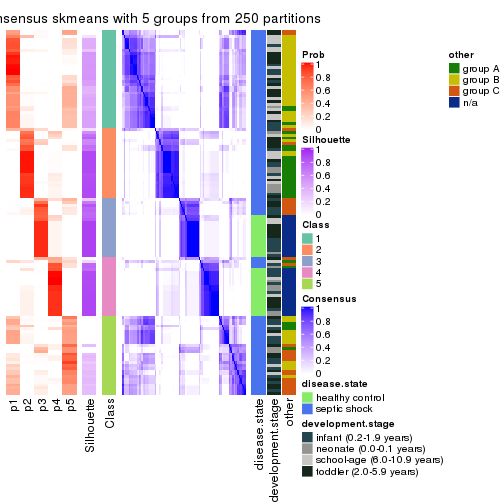 nsensus skmeans with 5 groups from 250 partitions
Prob
1
0.8
0.6
0.4
0.2
0
Silhouette
1
0.8
0.6
0.4
0.2
0
Class
1
2
3
4
5
Consensus
1
0.8
0.6
0.4
0.2
0
disease.state
healthy control
septic shock
development.stage
infant (0.2-1.9 years)
neonate (0.0-0.1 years)
school-age (6.0-10.9 years)
toddler (2.0-5.9 years)
other
group A
group B
group C
n/a
p1
p2
p3
p4
p5
Silhouette
Class
disease.state
development.stage
other